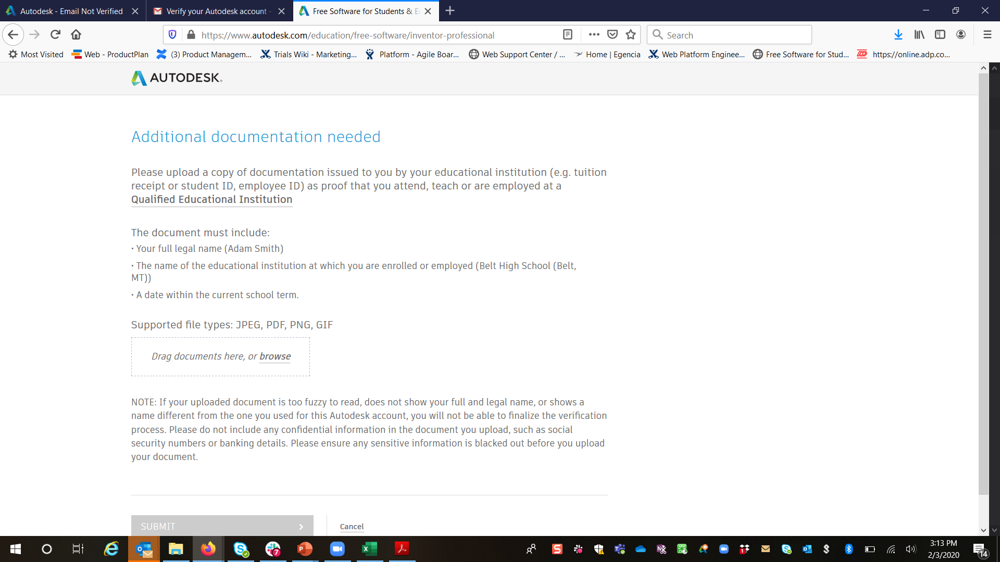 Autodesk - Email Not Verified
Verify your Autodesk account -
Free Software for Students & E
https://www.autodesk.com/education/free-software/inventor-professional
Search
Most Visited
Web - ProductPlan
(3) Product Managem...
Trials Wiki - Marketing...
Platform - Agile Boar...
Web Support Center / ...
Home | Egencia
Web Platform Enginee...
Free Software for Stud...
https://online.adp.co...
AUTODESK
Additional documentation needed
Please upload a copy of documentation issued to you by your educational institution (e.g. tuition
receipt or student ID, employee ID) as proof that you attend, teach or are employed at a
Qualified Educational Institution
The document must include:
· Your full legal name (Adam Smith)
· The name of the educational institution at which you are enrolled or employed (Belt High School (Belt,
MT))
· A date within the current school term.
Supported file types: JPEG, PDF, PNG, GIF
Drag documents here, or browse
NOTE: If your uploaded document is too fuzzy to read, does not show your full and legal name, or shows a
name different from the one you used for this Autodesk account, you will not be able to finalize the verification
process. Please do not include any confidential information in the document you upload, such as social
security numbers or banking details. Please ensure any sensitive information is blacked out before you upload
your document.
SUBMIT
Cancel
3:13 PM
2/3/2020
14